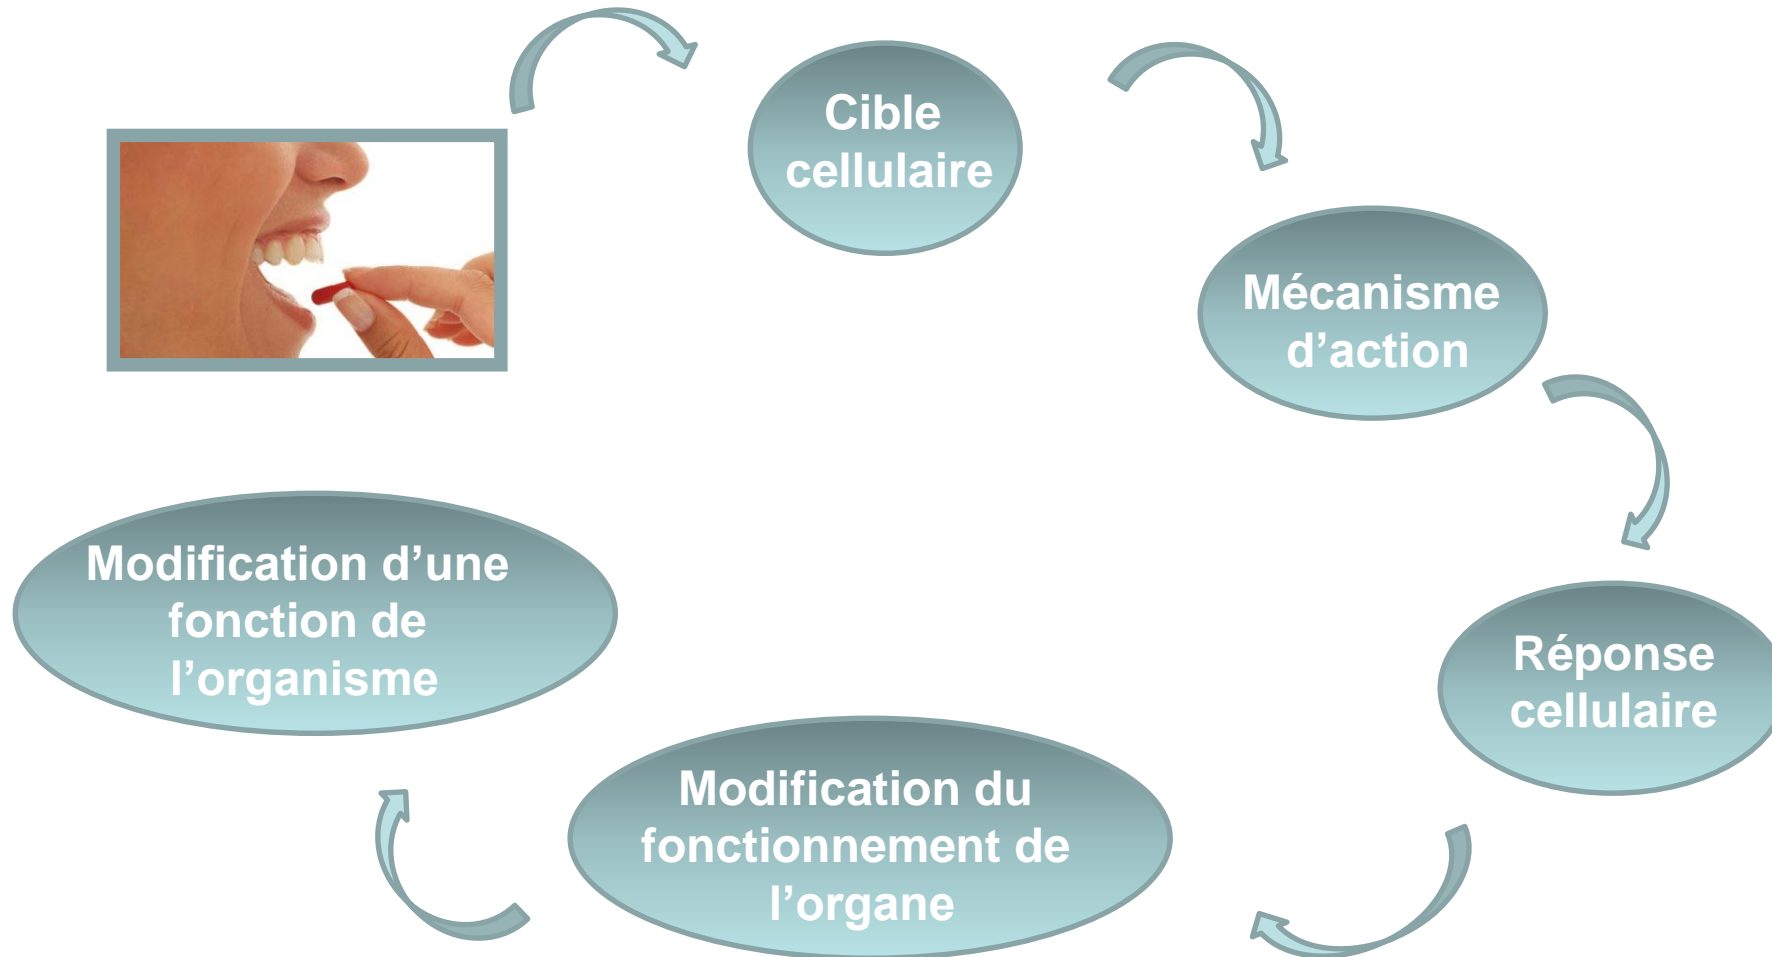 Cible
cellulaire
Mécanisme
d’action
Réponse
cellulaire
Modification du
fonctionnement de
l’organe
Modification d’une
fonction de
l’organisme